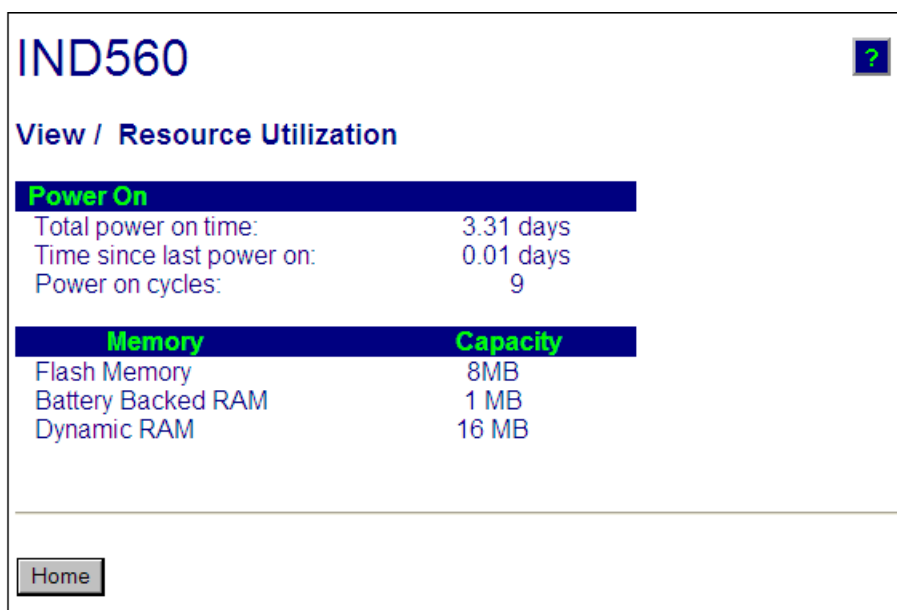 IND560
?
View / Resource Utilization
Power On
Total power on time: 3.31 days
Time since last power on: 0.01 days
Power on cycles: 9
Memory Capacity
Flash Memory 8MB
Battery Backed RAM 1 MB
Dynamic RAM 16 MB
Home